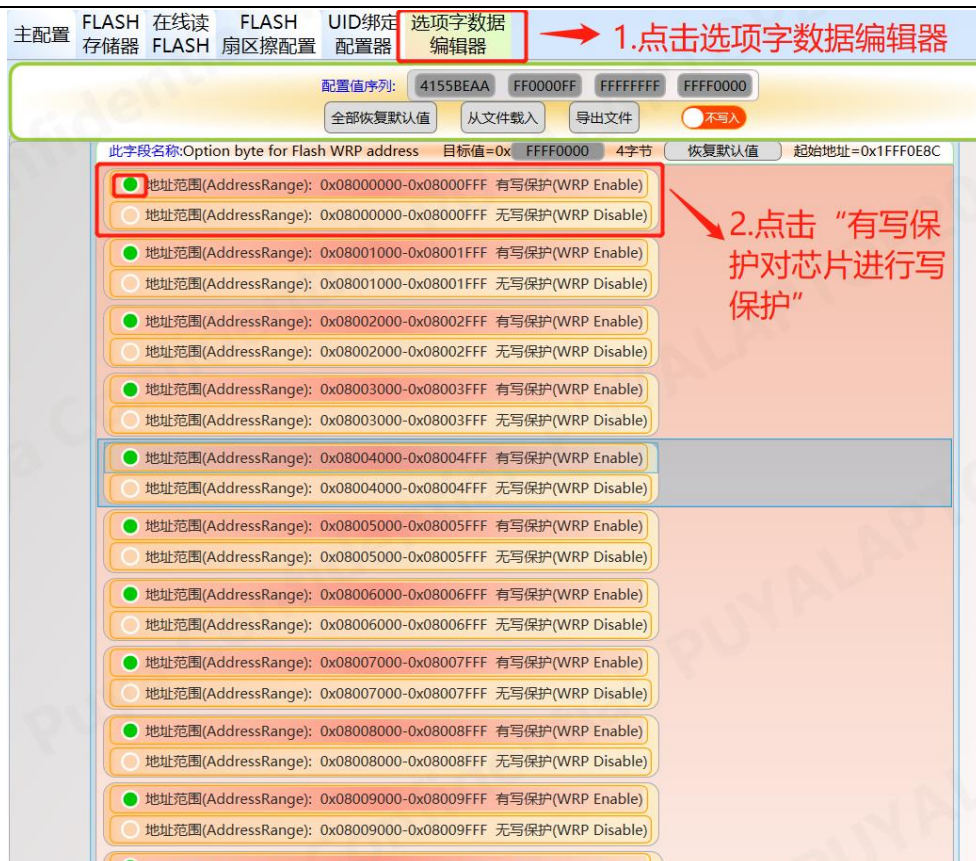 主配置
FLASH
存储器
在线读
FLASH
FLASH
扇区擦配置
UID绑定
配置器
选项字数据
编辑器
1.点击选项字数据编辑器
配置值序列: 4155BEAA FF0000FF FFFFFFFF FFFF0000
全部恢复默认值 从文件载入 导出文件 不写入
此字段名称:Option byte for Flash WRP address 目标值=0x FFFF0000 4字节 恢复默认值 起始地址=0x1FFF0E8C
地址范围(AddressRange): 0x08000000-0x08000FFF 有写保护(WRP Enable)
地址范围(AddressRange): 0x08000000-0x08000FFF 无写保护(WRP Disable)
2.点击“有写保
护对芯片进行写
保护”
地址范围(AddressRange): 0x08001000-0x08001FFF 有写保护(WRP Enable)
地址范围(AddressRange): 0x08001000-0x08001FFF 无写保护(WRP Disable)
地址范围(AddressRange): 0x08002000-0x08002FFF 有写保护(WRP Enable)
地址范围(AddressRange): 0x08002000-0x08002FFF 无写保护(WRP Disable)
地址范围(AddressRange): 0x08003000-0x08003FFF 有写保护(WRP Enable)
地址范围(AddressRange): 0x08003000-0x08003FFF 无写保护(WRP Disable)
地址范围(AddressRange): 0x08004000-0x08004FFF 有写保护(WRP Enable)
地址范围(AddressRange): 0x08004000-0x08004FFF 无写保护(WRP Disable)
地址范围(AddressRange): 0x08005000-0x08005FFF 有写保护(WRP Enable)
地址范围(AddressRange): 0x08005000-0x08005FFF 无写保护(WRP Disable)
地址范围(AddressRange): 0x08006000-0x08006FFF 有写保护(WRP Enable)
地址范围(AddressRange): 0x08006000-0x08006FFF 无写保护(WRP Disable)
地址范围(AddressRange): 0x08007000-0x08007FFF 有写保护(WRP Enable)
地址范围(AddressRange): 0x08007000-0x08007FFF 无写保护(WRP Disable)
地址范围(AddressRange): 0x08008000-0x08008FFF 有写保护(WRP Enable)
地址范围(AddressRange): 0x08008000-0x08008FFF 无写保护(WRP Disable)
地址范围(AddressRange): 0x08009000-0x08009FFF 有写保护(WRP Enable)
地址范围(AddressRange): 0x08009000-0x08009FFF 无写保护(WRP Disable)